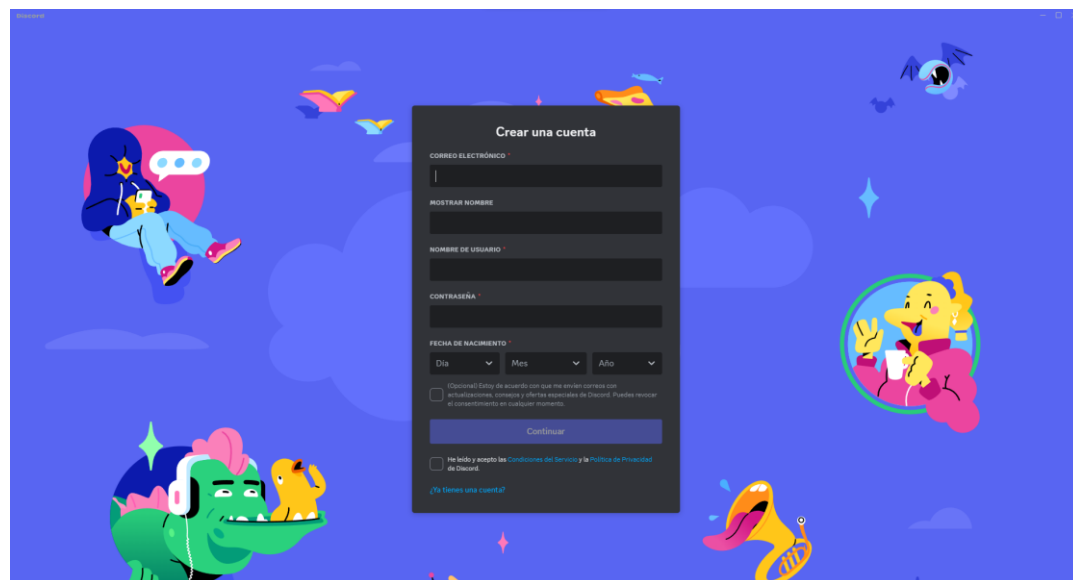 Discord
Crear una cuenta
CORREO ELECTRÓNICO *
MOSTRAR NOMBRE
NOMBRE DE USUARIO *
CONTRASEÑA *
FECHA DE NACIMIENTO *
Día Mes Año
(Opcional) Estoy de acuerdo con que me envíen correos con
actualizaciones, consejos y ofertas especiales de Discord. Puedes revocar
el consentimiento en cualquier momento.
Continuar
He leído y acepto las Condiciones del Servicio y la Política de Privacidad
de Discord.
¿Ya tienes una cuenta?